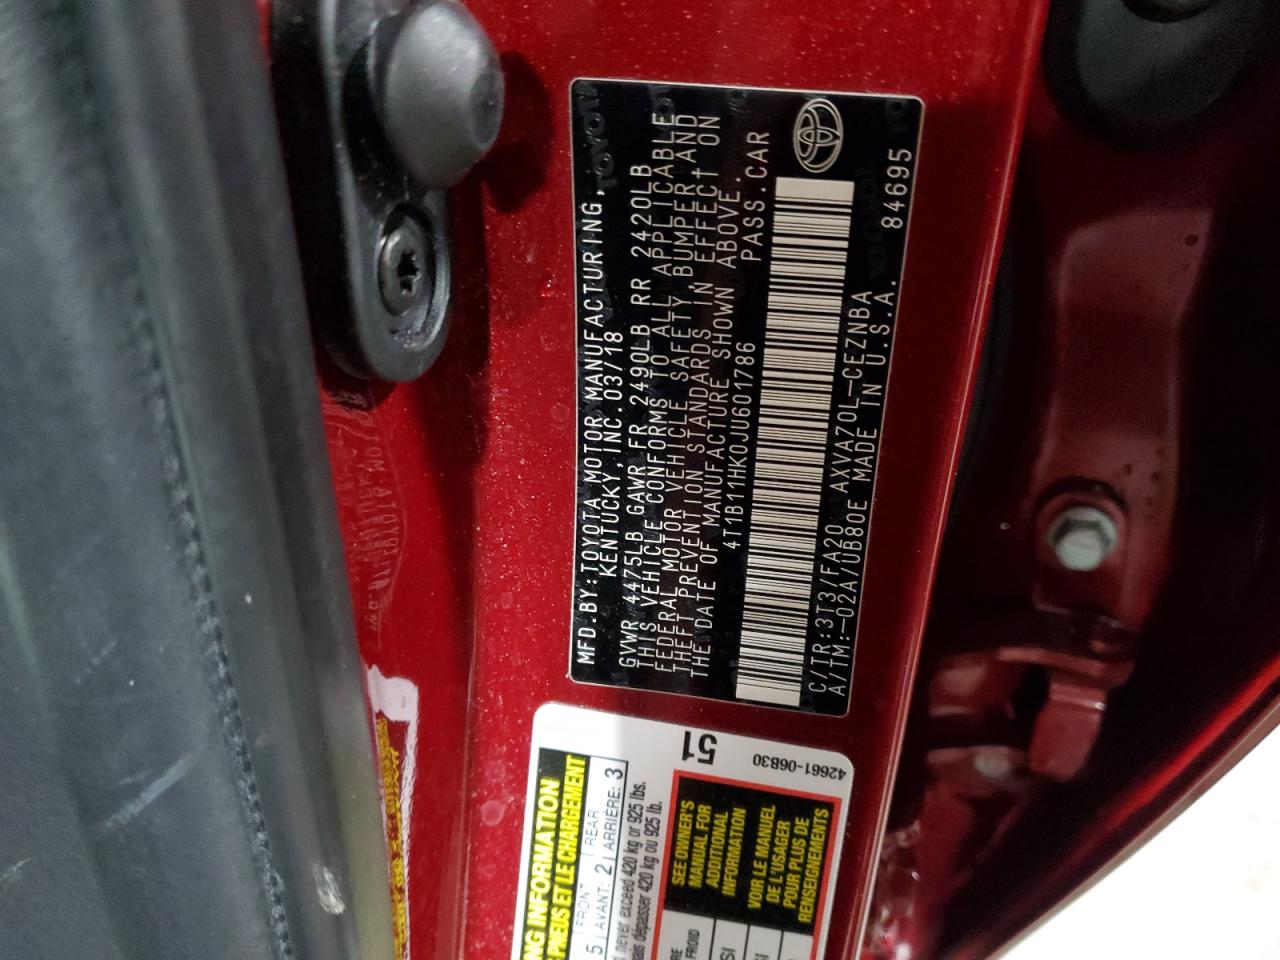 MFD.BY:TOYOTA MOTOR MANUFACTURING,
KENTUCKY,INC.03/18
GVWR 4475LB GAWR FR 2490LB RR 2420LB
THIS VEHICLE CONFORMS TO ALL APPLICABLE
FEDERAL MOTOR VEHICLE SAFETY,BUMPER,AND
THEFT PREVENTION STANDARDS IN EFFECT ON
THE DATE OF MANUFACTURE SHOWN ABOVE.
4T1B11HK0JU601786 PASS.CAR
C/TR:3T3/FA20 AXVA70L-CEZNBA
A/TM:-02A/UB80E MADE IN U.S.A. 84695
51
42661-06B30
INFORMATION
PNEUS ET LE CHARGEMENT
5 FRONT AVANT: 2 REAR ARRIÈRE: 3
never exceed 420 kg or 925 lbs.
dépasser 420 kg ou 925 lb.
SEE OWNER'S
MANUAL FOR
ADDITIONAL
INFORMATION
VOIR LE MANUEL
DE L'USAGER
POUR PLUS DE
RENSEIGNEMENTS
FROID